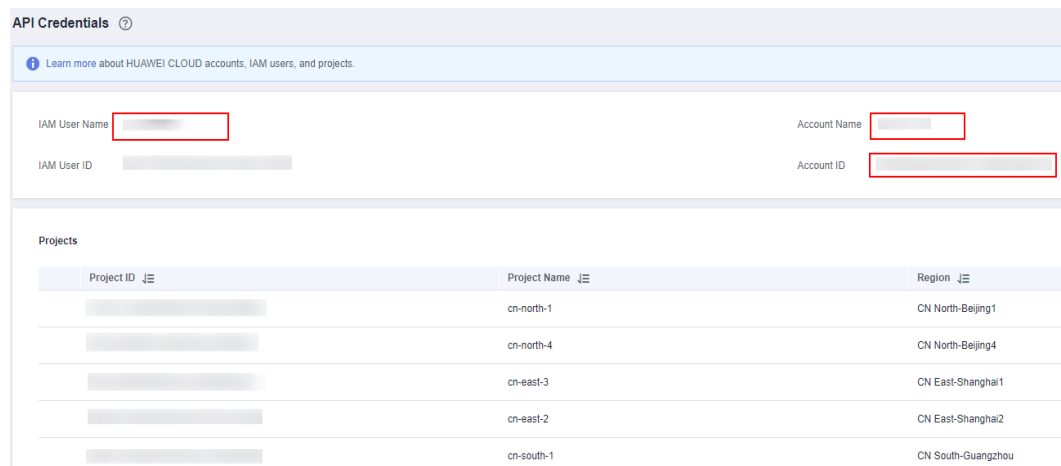 API Credentials ?
Learn more about HUAWEI CLOUD accounts, IAM users, and projects.
IAM User Name
Account Name
IAM User ID
Account ID
Projects
Project ID Project Name Region
cn-north-1 CN North-Beijing1
cn-north-4 CN North-Beijing4
cn-east-3 CN East-Shanghai1
cn-east-2 CN East-Shanghai2
cn-south-1 CN South-Guangzhou